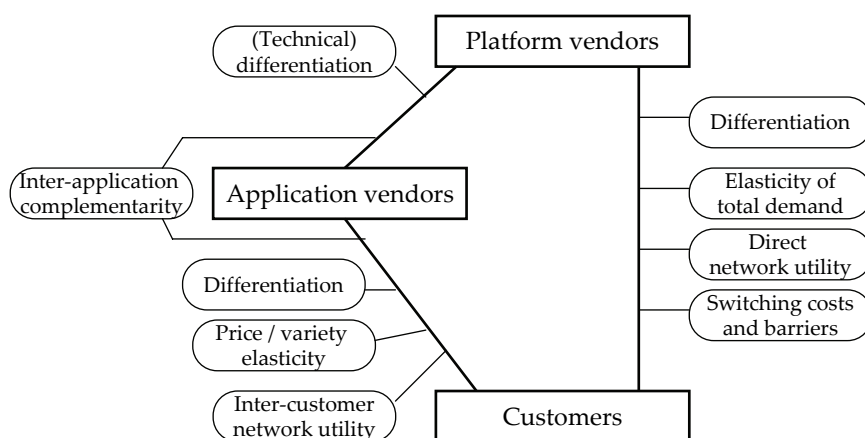 (Technical)
differentiation
Platform vendors
Differentiation
Inter-application
complementarity
Application vendors
Elasticity of
total demand
Direct
network utility
Differentiation
Switching costs
and barriers
Price / variety
elasticity
Inter-customer
network utility
Customers